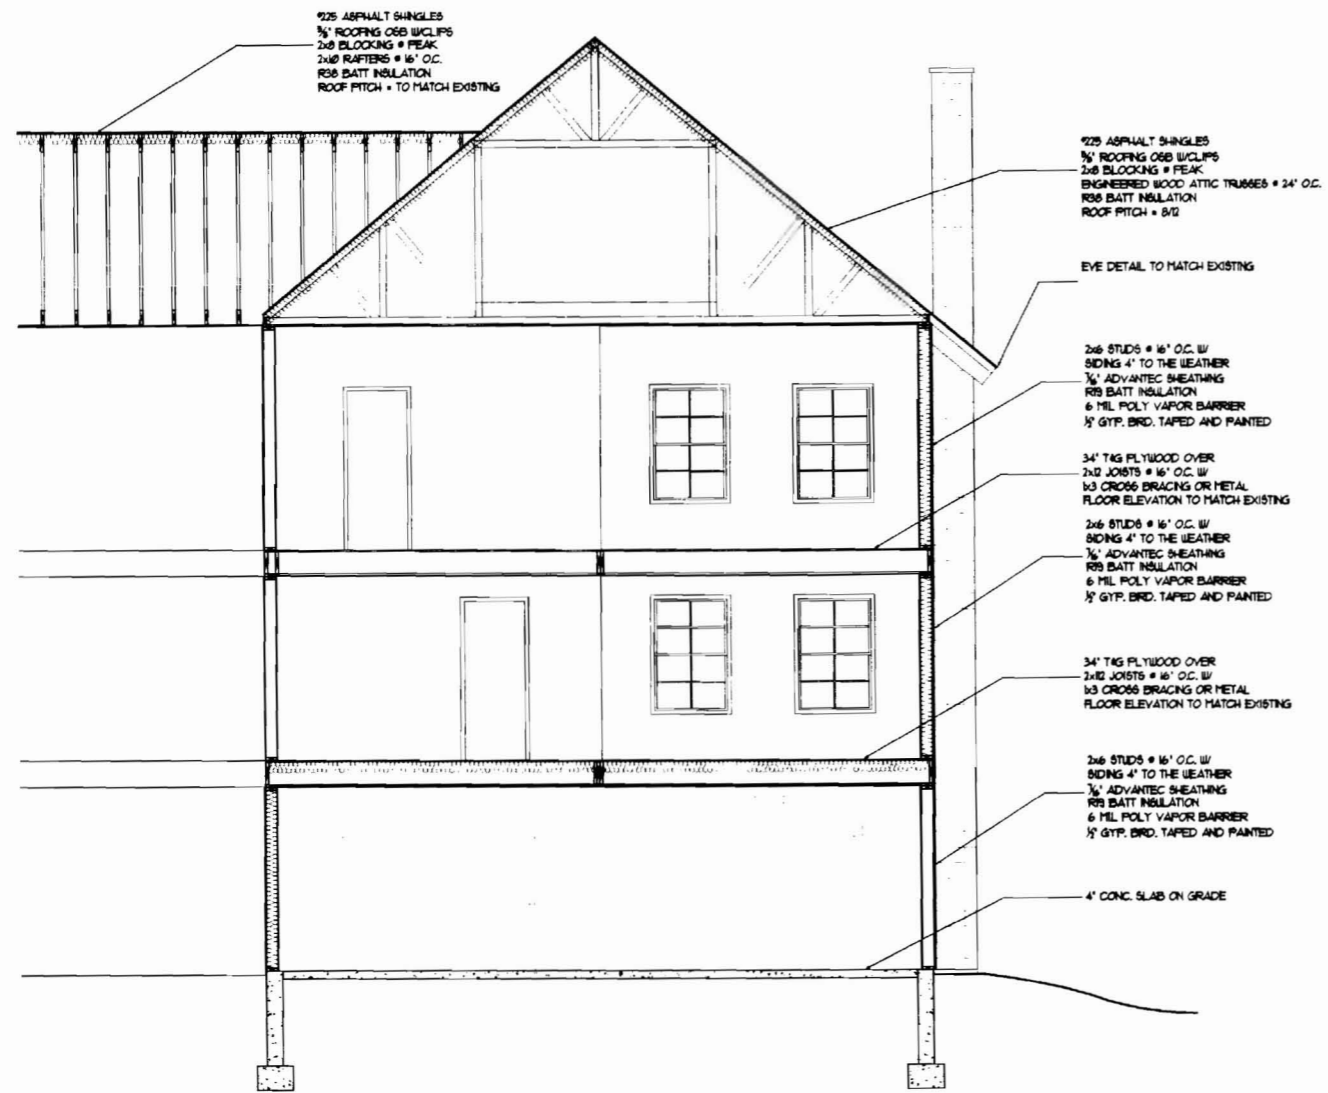 #225 ASPHALT SHINGLES
5/8" ROOFING OSB W/CLIPS
2x8 BLOCKING @ PEAK
2x10 RAFTERS @ 16" O.C.
R38 BATT INSULATION
ROOF PITCH = TO MATCH EXISTING
#225 ASPHALT SHINGLES
5/8" ROOFING OSB W/CLIPS
2x8 BLOCKING @ PEAK
ENGINEERED WOOD ATTIC TRUSSES @ 24" O.C.
R38 BATT INSULATION
ROOF PITCH = 8/12
EVE DETAIL TO MATCH EXISTING
2x6 STUDS @ 16" O.C. W/
SIDING 4" TO THE WEATHER
7/16" ADVANTEC SHEATHING
R19 BATT INSULATION
6 MIL POLY VAPOR BARRIER
1/2" GYP. BRD. TAPED AND PAINTED
34" T&G PLYWOOD OVER
2x12 JOISTS @ 16" O.C. W/
1x3 CROSS BRACING OR METAL
FLOOR ELEVATION TO MATCH EXISTING
2x6 STUDS @ 16" O.C. W/
SIDING 4" TO THE WEATHER
7/16" ADVANTEC SHEATHING
R19 BATT INSULATION
6 MIL POLY VAPOR BARRIER
1/2" GYP. BRD. TAPED AND PAINTED
34" T&G PLYWOOD OVER
2x12 JOISTS @ 16" O.C. W/
1x3 CROSS BRACING OR METAL
FLOOR ELEVATION TO MATCH EXISTING
2x6 STUDS @ 16" O.C. W/
SIDING 4" TO THE WEATHER
7/16" ADVANTEC SHEATHING
R19 BATT INSULATION
6 MIL POLY VAPOR BARRIER
1/2" GYP. BRD. TAPED AND PAINTED
4" CONC. SLAB ON GRADE